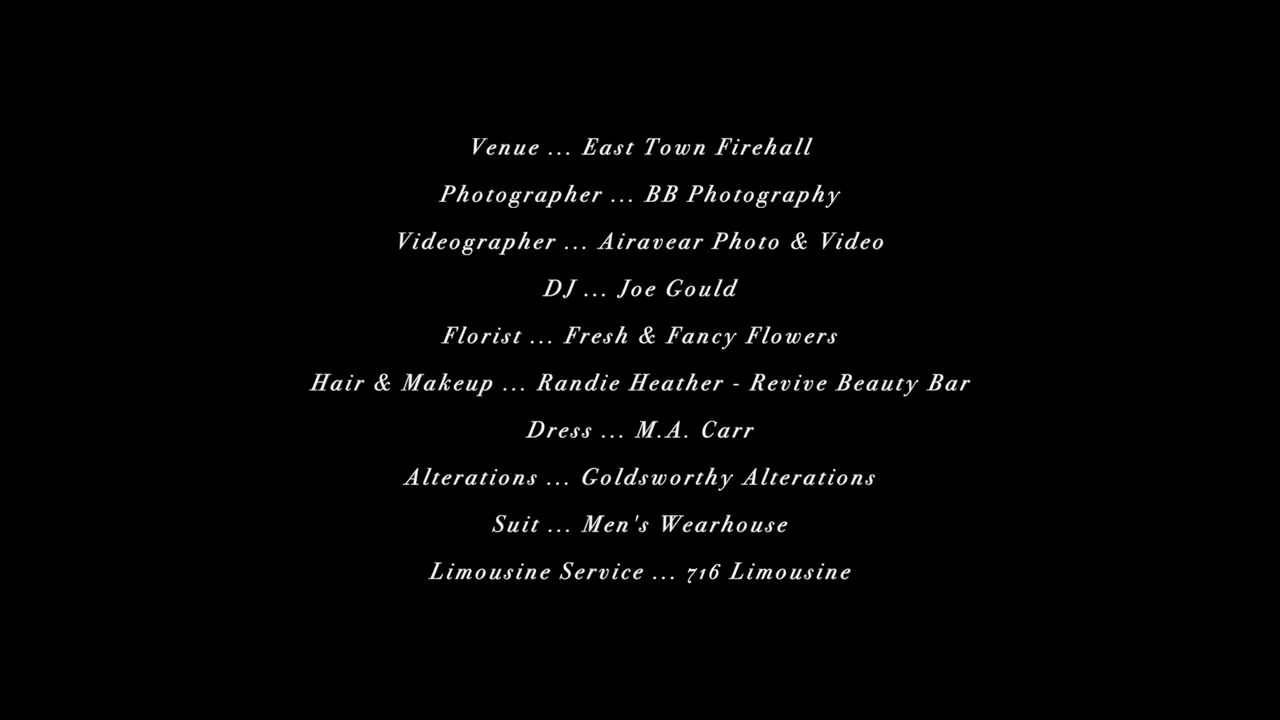 Venue ... East Town Firehall
Photographer ... BB Photography
Videographer ... Airavear Photo & Video
DJ ... Joe Gould
Florist ... Fresh & Fancy Flowers
Hair & Makeup ... Randie Heather - Revive Beauty Bar
Dress ... M.A. Carr
Alterations ... Goldsworthy Alterations
Suit ... Men's Wearhouse
Limousine Service ... 716 Limousine